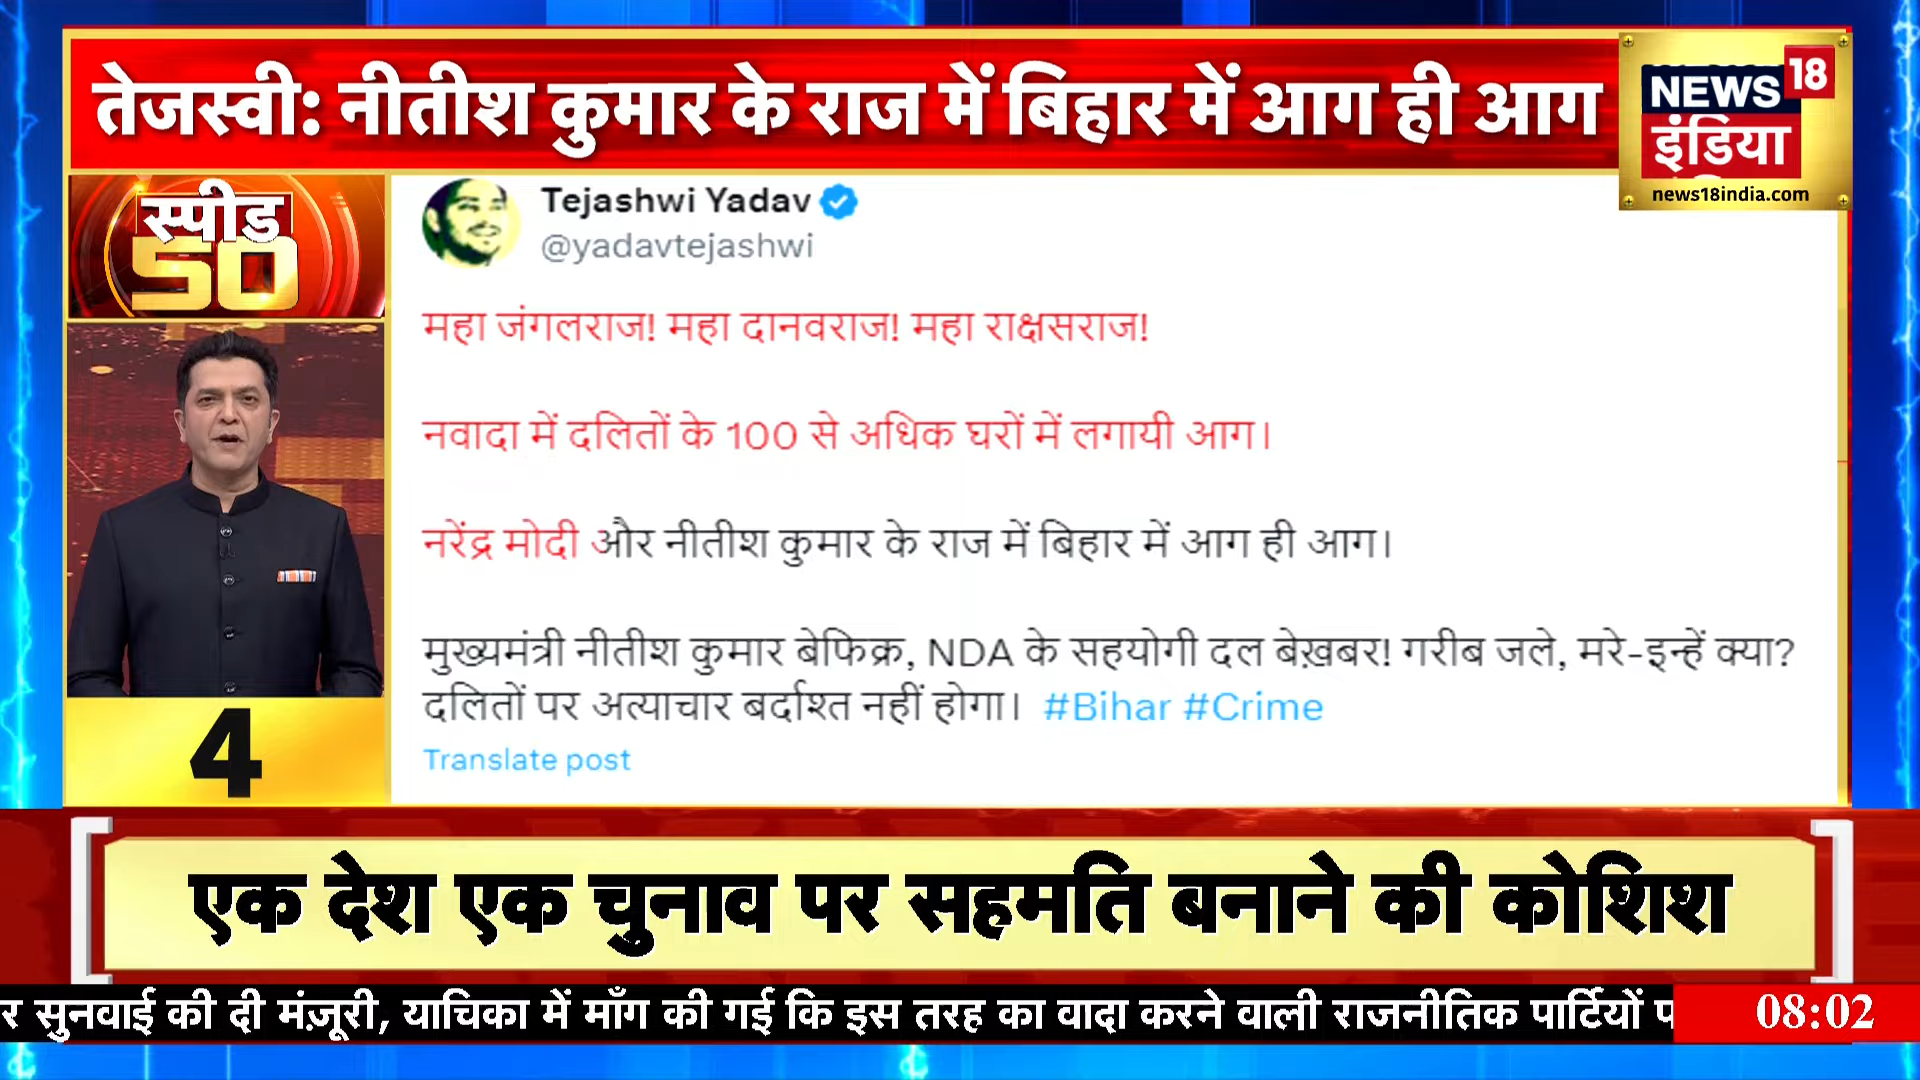 तेजस्वी: नीतीश कुमार के राज में बिहार में आग ही आग
NEWS 18
इंडिया
news18india.com
स्पीड
50
Tejashwi Yadav
@yadavtejashwi
महा जंगलराज! महा दानवराज! महा राक्षसराज!
नवादा में दलितों के 100 से अधिक घरों में लगायी आग।
नरेंद्र मोदी और नीतीश कुमार के राज में बिहार में आग ही आग।
मुख्यमंत्री नीतीश कुमार बेफिक्र, NDA के सहयोगी दल बेख़बर! गरीब जले, मरे-इन्हें क्या?
दलितों पर अत्याचार बर्दाश्त नहीं होगा। #Bihar #Crime
Translate post
4
एक देश एक चुनाव पर सहमति बनाने की कोशिश
र सुनवाई की दी मंज़ूरी, याचिका में माँग की गई कि इस तरह का वादा करने वाली राजनीतिक पार्टियों
08:02